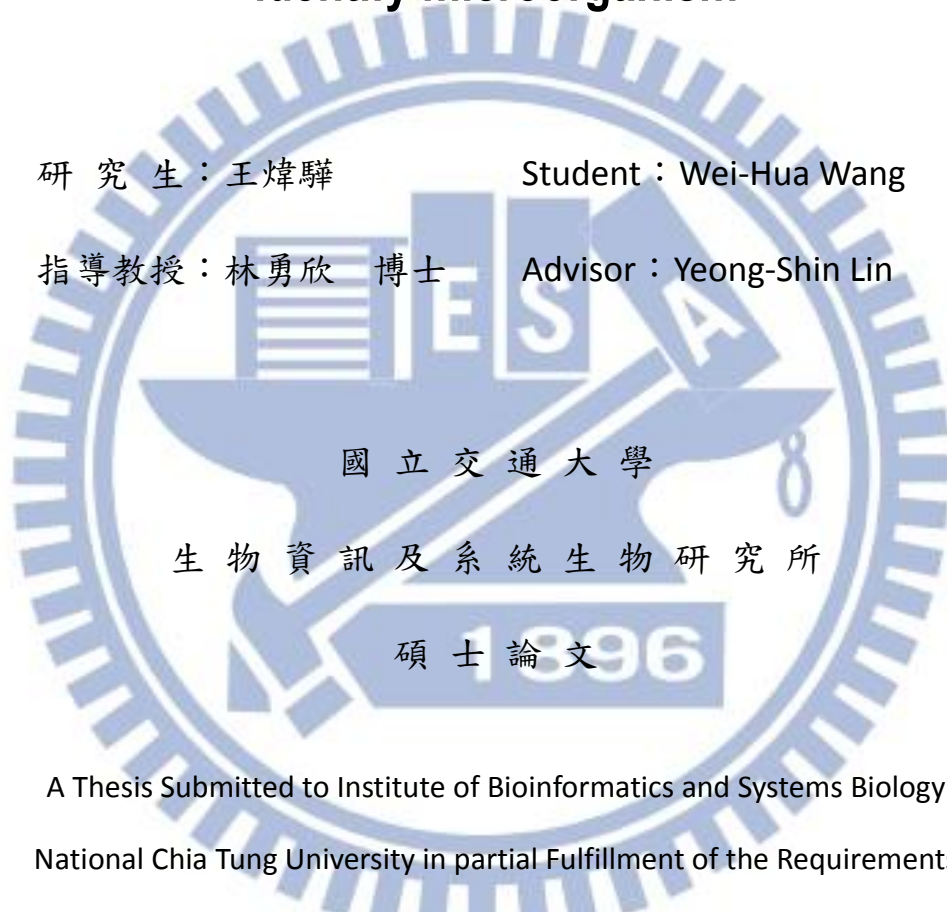 研 究 生：王煒驊 Student：Wei-Hua Wang
指導教授：林勇欣 博士 Advisor：Yeong-Shin Lin
E S A
國 立 交 通 大 學
生 物 資 訊 及 系 統 生 物 研 究 所
碩 士 論 文
1896
A Thesis Submitted to Institute of Bioinformatics and Systems Biology
National Chia Tung University in partial Fulfillment of the Requirements